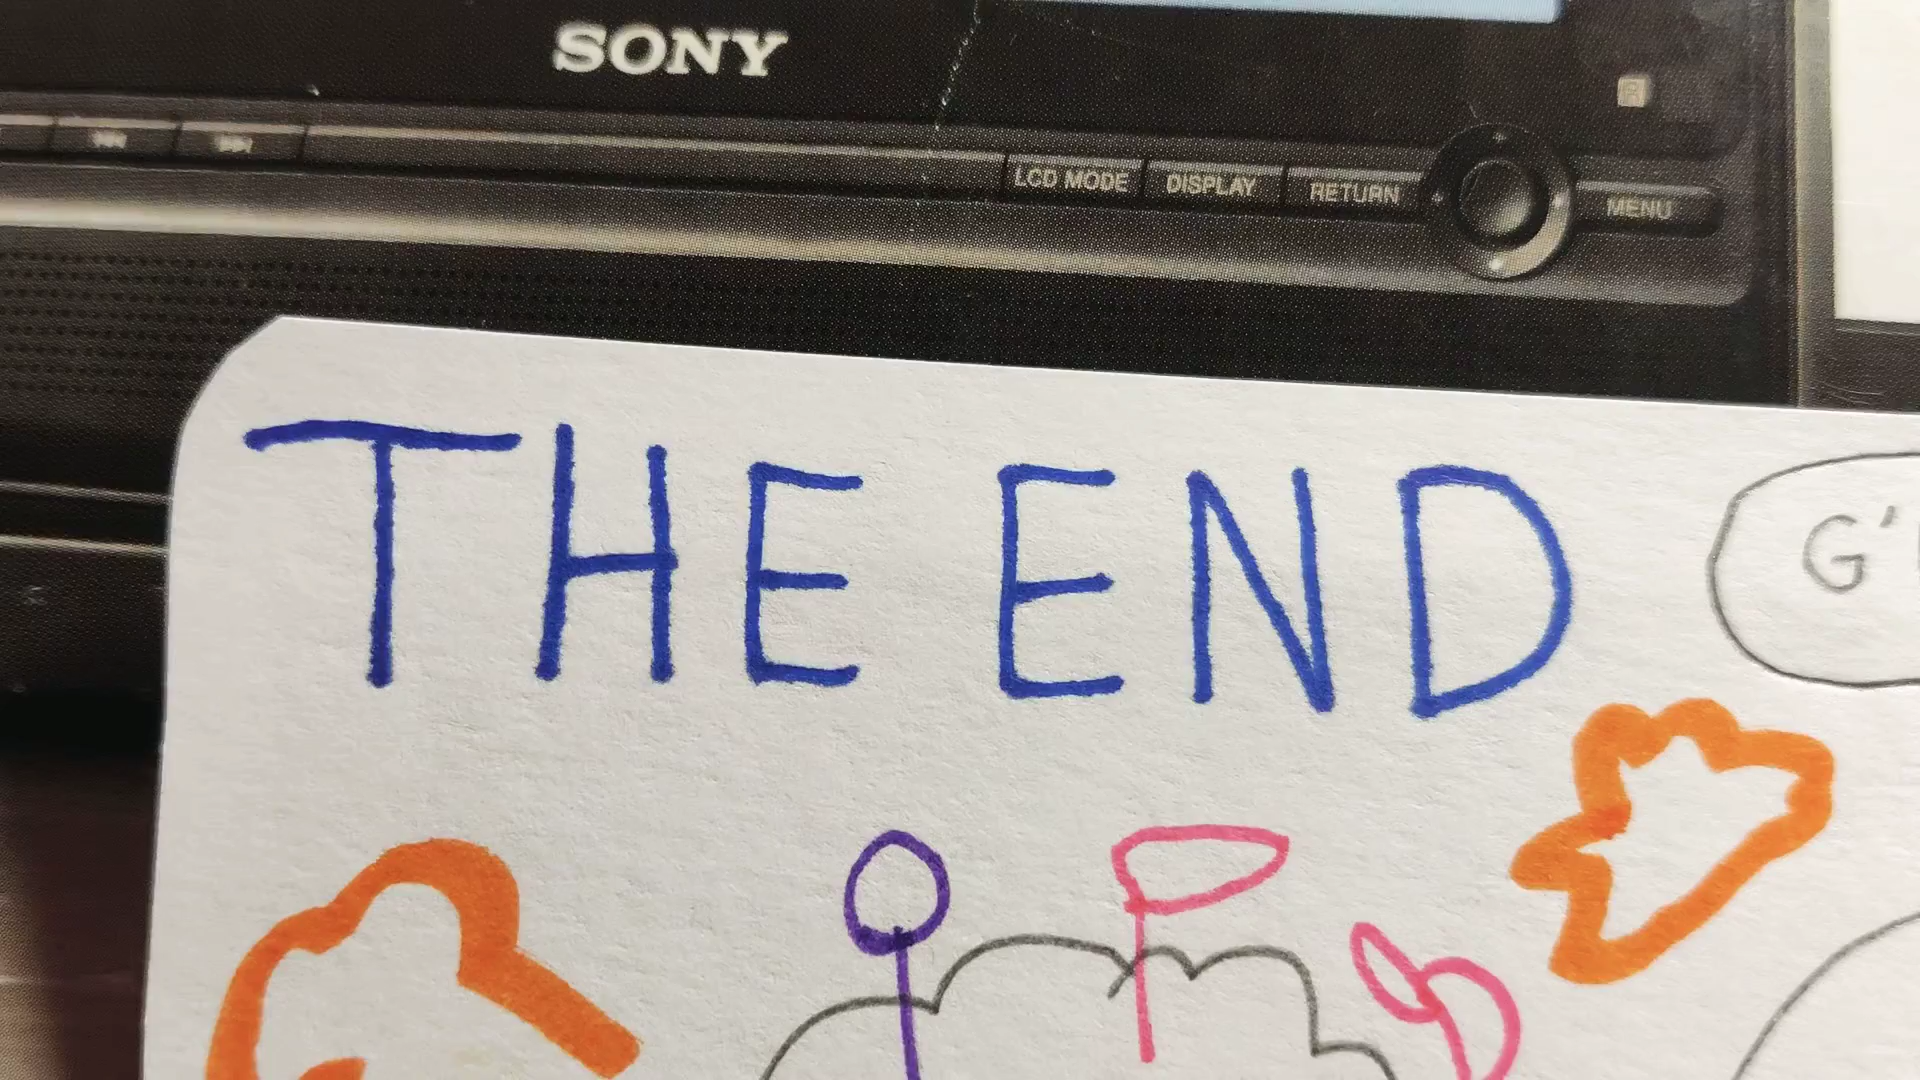 SONY
LCD MODE DISPLAY RETURN MENU
THE END
G'